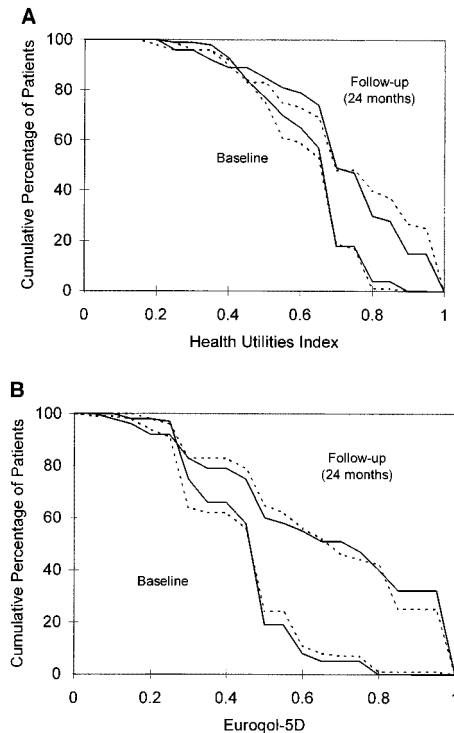 A
Cumulative Percentage of Patients
100
80
60
40
20
0
Follow-up
(24 months)
Baseline
0 0.2 0.4 0.6 0.8 1
Health Utilities Index
B
Cumulative Percentage of Patients
100
80
60
40
20
0
Follow-up
(24 months)
Baseline
0 0.2 0.4 0.6 0.8 1
Euroqol-5D